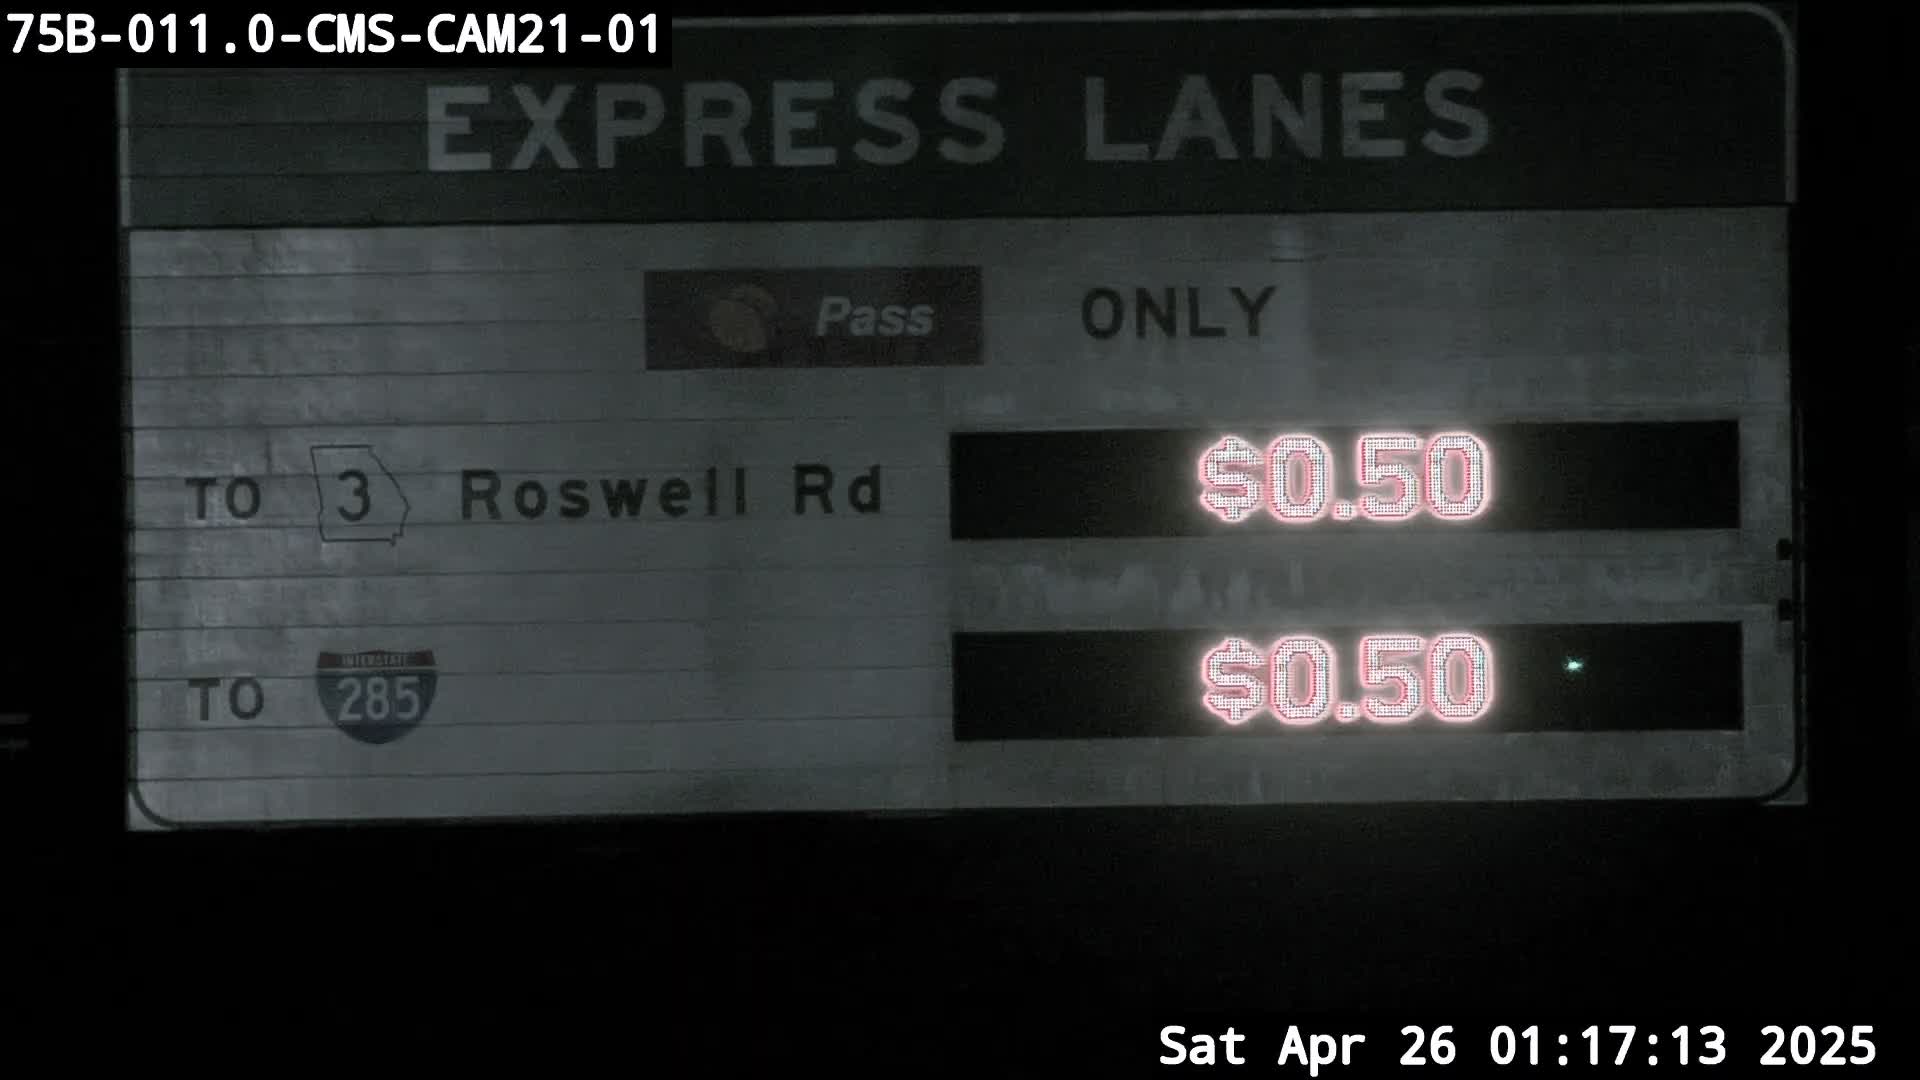 75B-011.0-CMS-CAM21-01
EXPRESS LANES
Pass ONLY
TO 3 Roswell Rd $0.50
TO INTERSTATE 285 $0.50
Sat Apr 26 01:17:13 2025